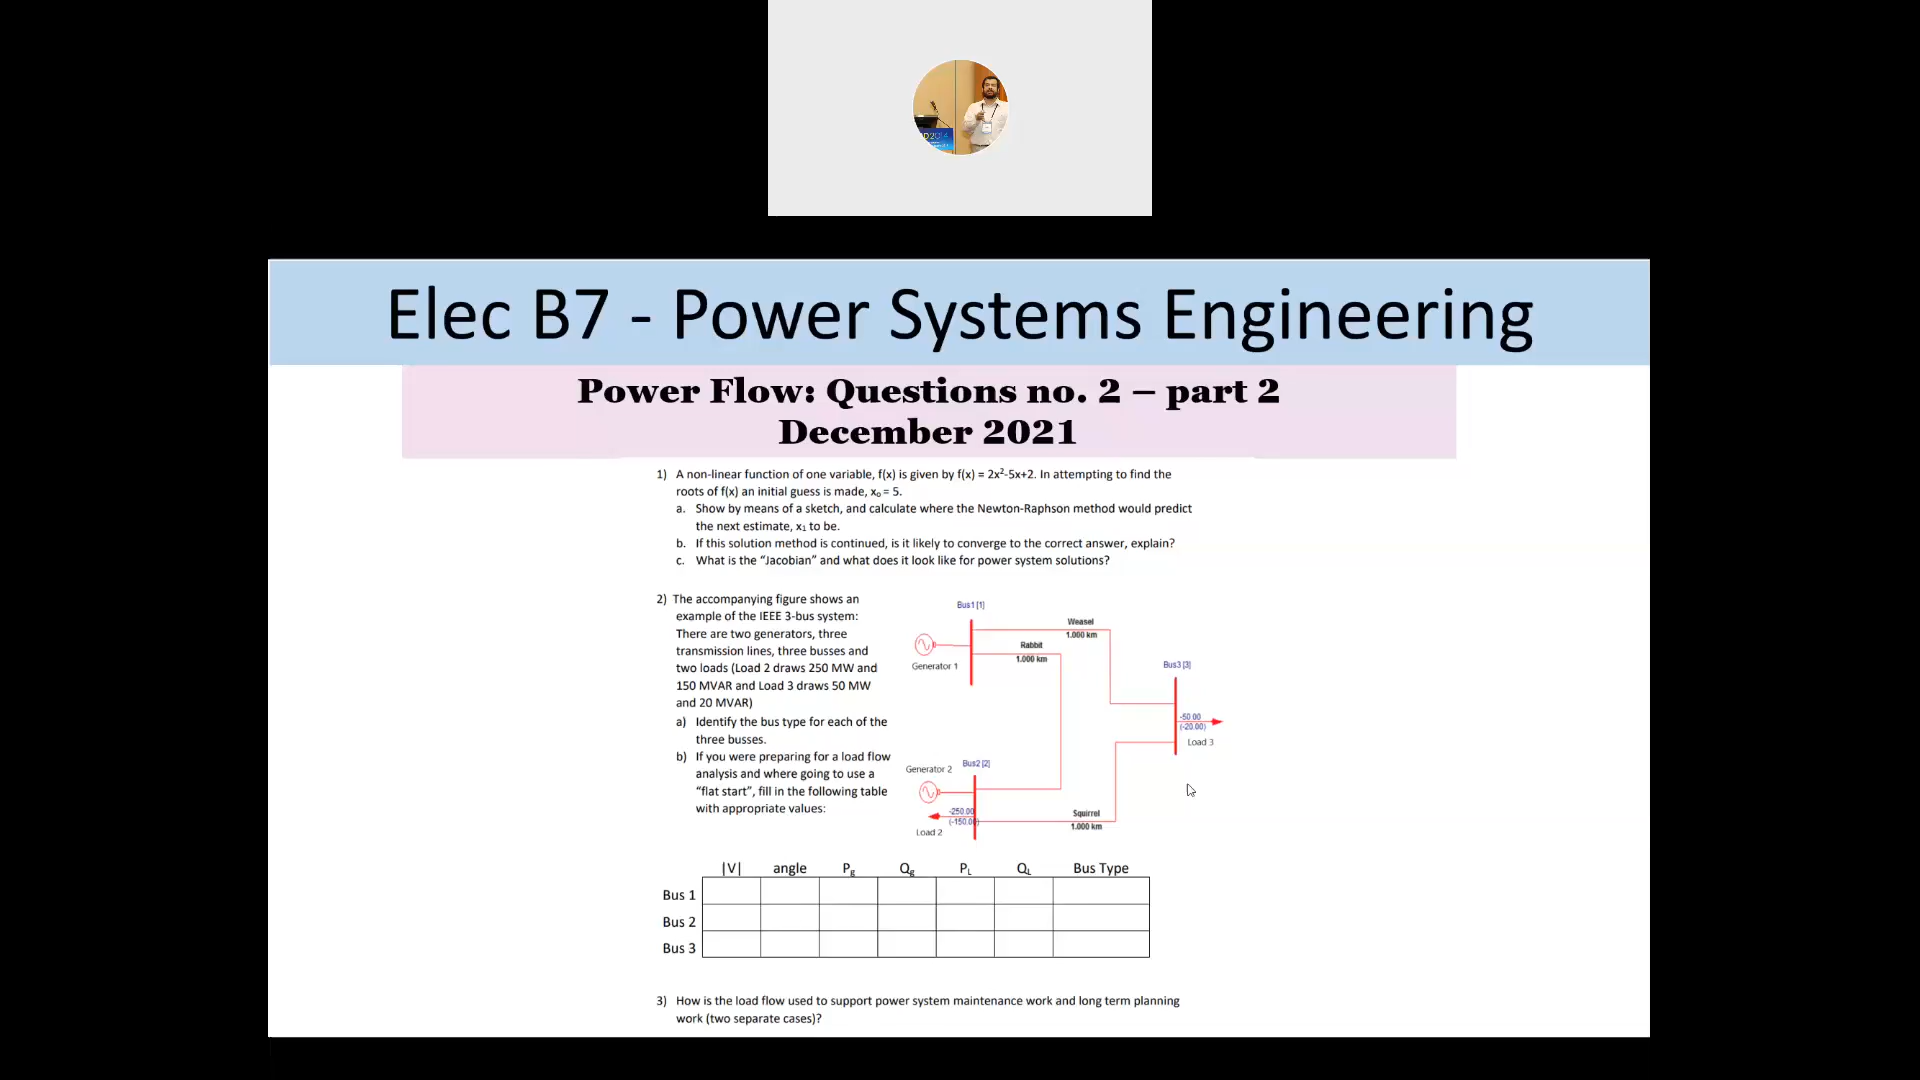 D2014
Elec B7 - Power Systems Engineering
Power Flow: Questions no. 2 – part 2
December 2021
1) A non-linear function of one variable, f(x) is given by f(x) = 2x²-5x+2. In attempting to find the
roots of f(x) an initial guess is made, x₀ = 5.
a. Show by means of a sketch, and calculate where the Newton-Raphson method would predict
the next estimate, x₁ to be.
b. If this solution method is continued, is it likely to converge to the correct answer, explain?
c. What is the “Jacobian” and what does it look like for power system solutions?
2) The accompanying figure shows an
example of the IEEE 3-bus system:
There are two generators, three
transmission lines, three busses and
two loads (Load 2 draws 250 MW and
150 MVAR and Load 3 draws 50 MW
and 20 MVAR)
a) Identify the bus type for each of the
three busses.
b) If you were preparing for a load flow
analysis and where going to use a
“flat start”, fill in the following table
with appropriate values:
Bus1 [1]
Weasel
1.000 km
Rabbit
1.000 km
Generator 1
Bus3 [3]
-50.00
(-20.00)
Load 3
Generator 2
Bus2 [2]
-250.00
(-150.00)
Load 2
Squirrel
1.000 km
|V| angle Pg Qg PL QL Bus Type
Bus 1
Bus 2
Bus 3
3) How is the load flow used to support power system maintenance work and long term planning
work (two separate cases)?